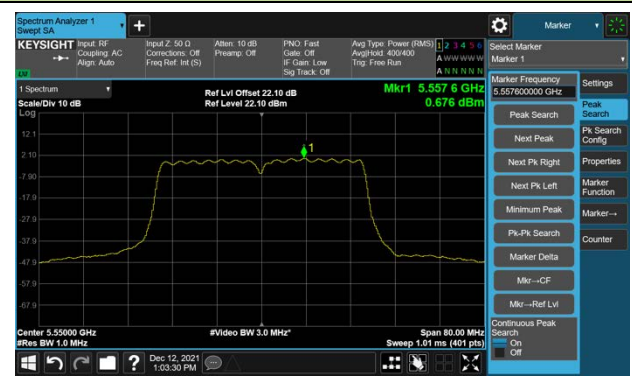 Spectrum Analyzer 1
Swept SA
Marker
KEYSIGHT
Input: RF
Coupling: AC
Align: Auto
Input Z: 50 Ω
Corrections: Off
Freq Ref: Int (S)
Atten: 10 dB
Preamp: Off
PNO: Fast
Gate: Off
IF Gain: Low
Sig Track: Off
Avg Type: Power (RMS)
Avg|Hold: 400/400
Trig: Free Run
1 2 3 4 5 6
A W W W W W
A N N N N N
Select Marker
Marker 1
1 Spectrum
Scale/Div 10 dB
Log
Ref Lvl Offset 22.10 dB
Ref Level 22.10 dBm
Mkr1 5.557 6 GHz
0.676 dBm
12.1
2.10
-7.90
-17.9
-27.9
-37.9
-47.9
-57.9
-67.9
1
Center 5.55000 GHz
#Res BW 1.0 MHz
#Video BW 3.0 MHz*
Span 80.00 MHz
Sweep 1.01 ms (401 pts)
Marker Frequency
5.557600000 GHz
Peak Search
Next Peak
Next Pk Right
Next Pk Left
Minimum Peak
Pk-Pk Search
Marker Delta
Mkr→CF
Mkr→Ref Lvl
Continuous Peak
Search
On
Off
Settings
Peak
Search
Pk Search
Config
Properties
Marker
Function
Marker→
Counter
?
Dec 12, 2021
1:03:30 PM